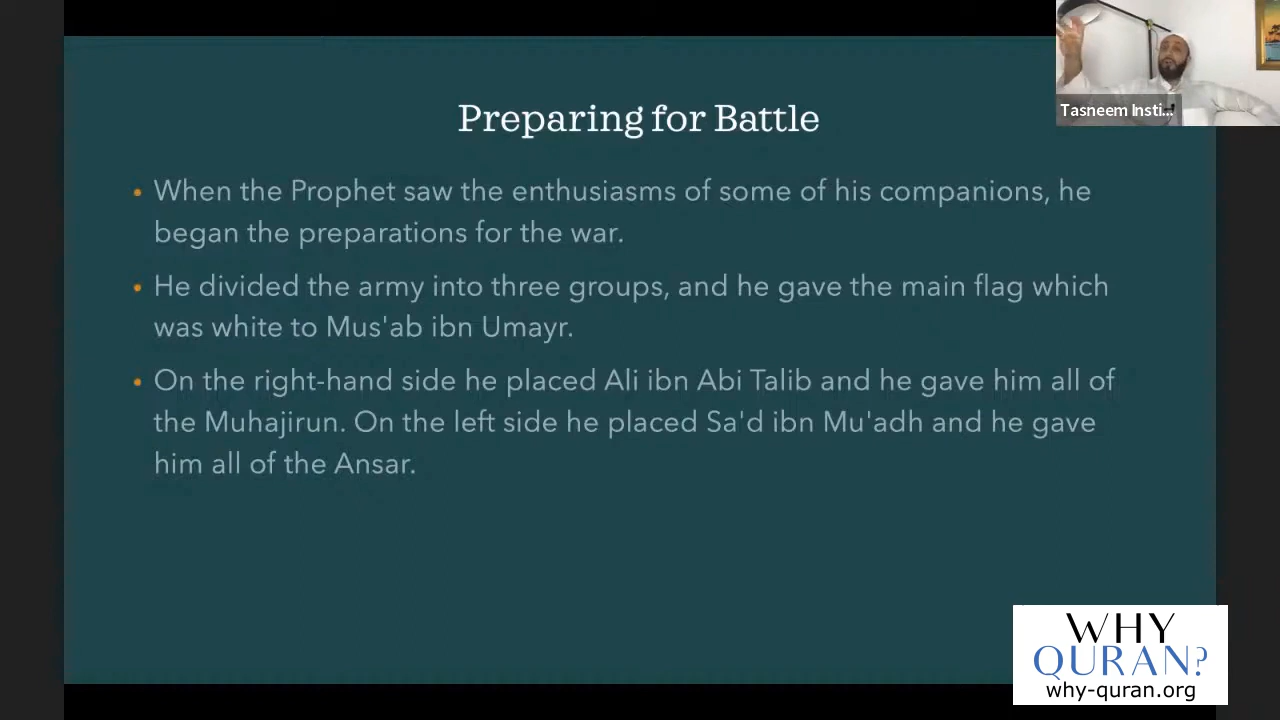 Tasneem Insti...
Preparing for Battle
When the Prophet saw the enthusiasms of some of his companions, he
began the preparations for the war.
He divided the army into three groups, and he gave the main flag which
was white to Mus'ab ibn Umayr.
On the right-hand side he placed Ali ibn Abi Talib and he gave him all of
the Muhajirun. On the left side he placed Sa'd ibn Mu'adh and he gave
him all of the Ansar.
WHY
QURAN?
why-quran.org